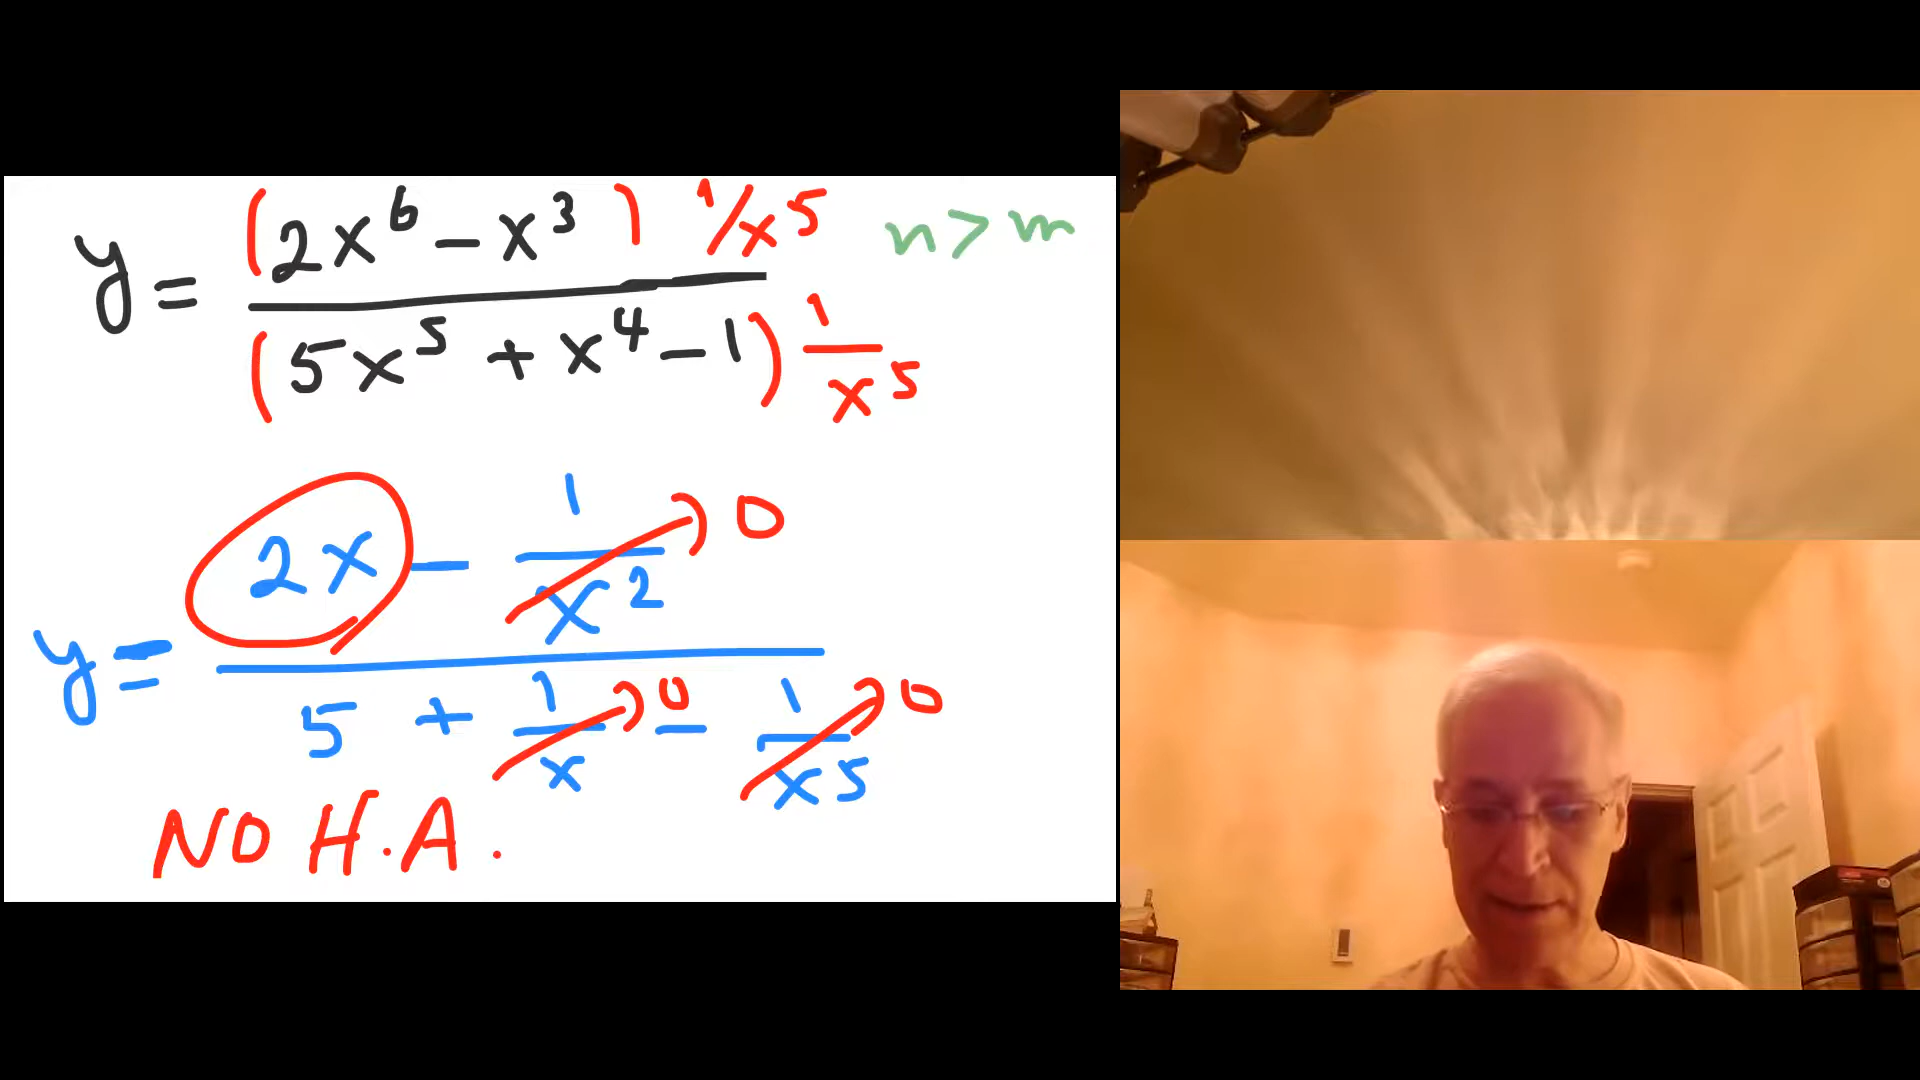 y = (2x⁶ - x³) 1/x⁵ n > m
(5x⁵ + x⁴ - 1) 1/x⁵
y = 2x - 1/x² 0
5 + 1/x 0 - 1/x⁵ 0
NO H.A.